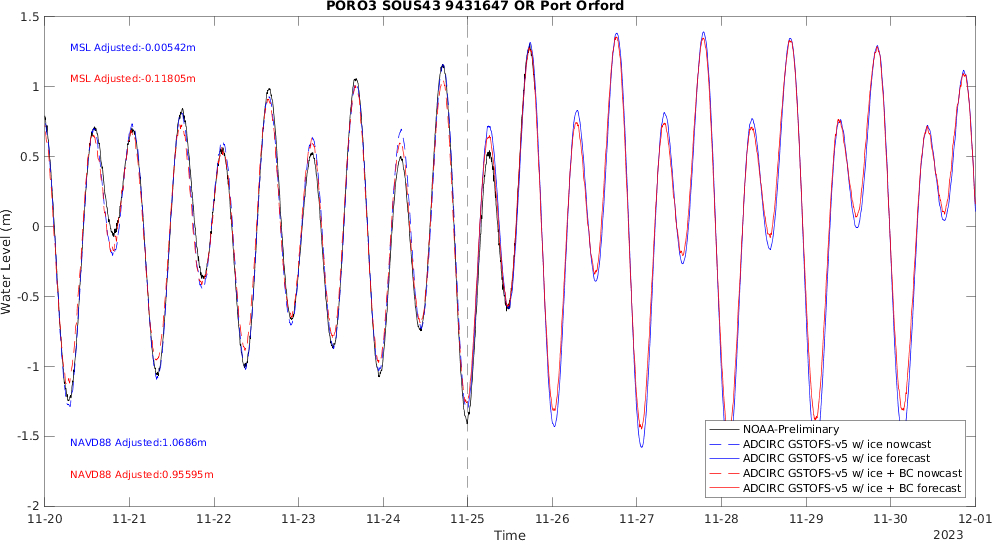 PORO3 SOUS43 9431647 OR Port Orford
1.5
MSL Adjusted:-0.00542m
MSL Adjusted:-0.11805m
1
0.5
0
-0.5
-1
-1.5
-2
Water Level (m)
NAVD88 Adjusted:1.0686m
NAVD88 Adjusted:0.95595m
NOAA-Preliminary
ADCIRC GSTOFS-v5 w/ ice nowcast
ADCIRC GSTOFS-v5 w/ ice forecast
ADCIRC GSTOFS-v5 w/ ice + BC nowcast
ADCIRC GSTOFS-v5 w/ ice + BC forecast
11-20 11-21 11-22 11-23 11-24 11-25 11-26 11-27 11-28 11-29 11-30 12-01
Time
2023